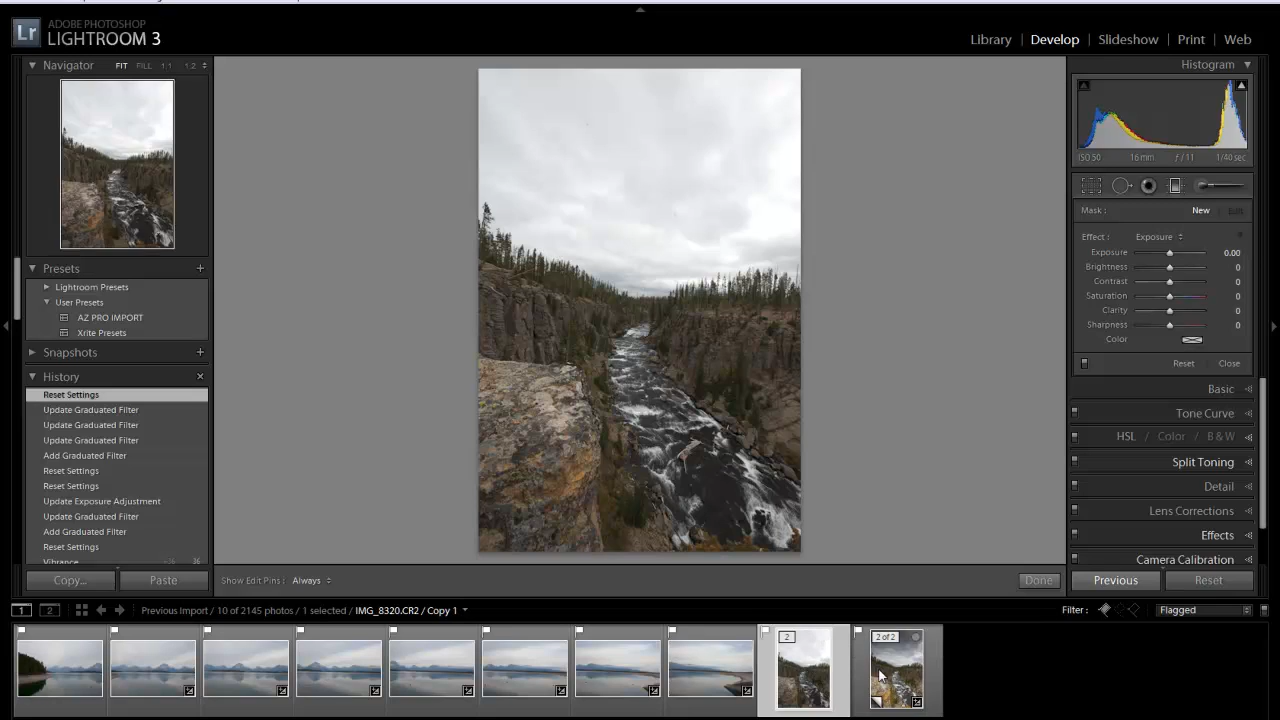 Lr
ADOBE PHOTOSHOP
LIGHTROOM 3
Library | Develop | Slideshow | Print | Web
Navigator FIT FILL 1:1 1:2
Presets +
Lightroom Presets
User Presets
AZ PRO IMPORT
Xrite Presets
Snapshots +
History ×
Reset Settings
Update Graduated Filter
Update Graduated Filter
Update Graduated Filter
Add Graduated Filter
Reset Settings
Reset Settings
Update Exposure Adjustment
Update Graduated Filter
Add Graduated Filter
Reset Settings
Vibrance
Copy... Paste
Show Edit Pins : Always
Done
Histogram
ISO 50 16mm f / 11 1/40 sec
Mask : New Edit
Effect : Exposure
Exposure 0.00
Brightness 0
Contrast 0
Saturation 0
Clarity 0
Sharpness 0
Color
Reset Close
Basic
Tone Curve
HSL / Color / B & W
Split Toning
Detail
Lens Corrections
Effects
Camera Calibration
Previous Reset
1 2 Previous Import / 10 of 2145 photos / 1 selected / IMG_8320.CR2 / Copy 1 Filter : Flagged
2
2 of 2